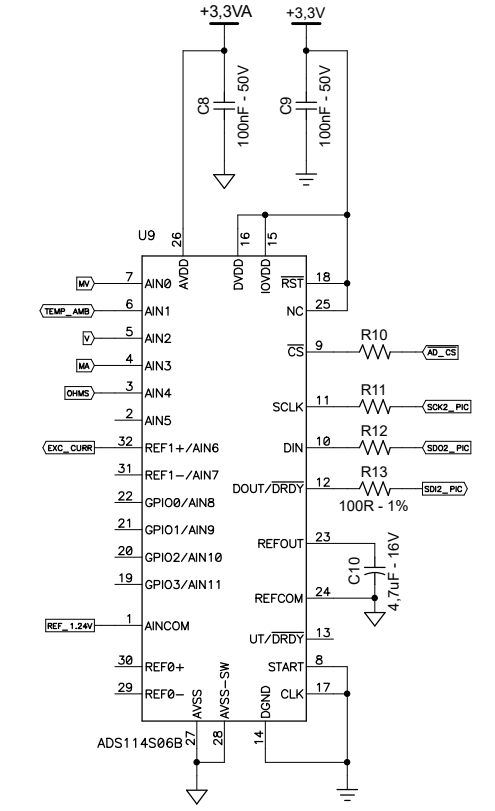 +3,3VA
+3,3V
C8
100nF - 50V
C9
100nF - 50V
U9
26
AVDD
16
DVDD
15
IOVDD
MV
7
AIN0
RST
18
TEMP_AMB
6
AIN1
NC
25
V
5
AIN2
CS
9
R10
AD_CS
MA
4
AIN3
OHMS
3
AIN4
SCLK
11
R11
SCK2_PIC
2
AIN5
EXC_CURR
32
REF1+/AIN6
DIN
10
R12
SDO2_PIC
31
REF1-/AIN7
DOUT/DRDY
12
R13
100R - 1%
SDI2_PIC
22
GPIO0/AIN8
21
GPIO1/AIN9
REFOUT
23
20
GPIO2/AIN10
C10
4,7uF - 16V
19
GPIO3/AIN11
REFCOM
24
REF_1.24V
1
AINCOM
UT/DRDY
13
30
REF0+
START
8
29
REF0-
CLK
17
AVSS
27
AVSS-SW
28
DGND
14
ADS114S06B